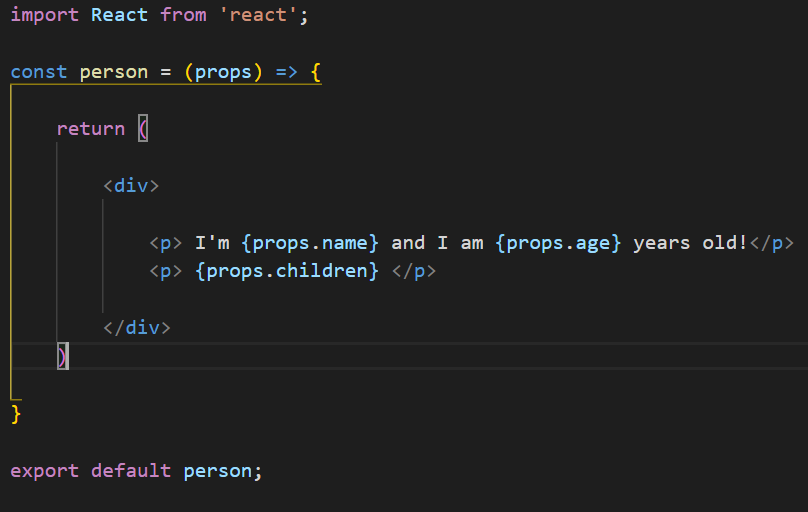 import React from 'react';
const person = (props) => {
return (
<div>
<p> I'm {props.name} and I am {props.age} years old!</p>
<p> {props.children} </p>
</div>
)
}
export default person;